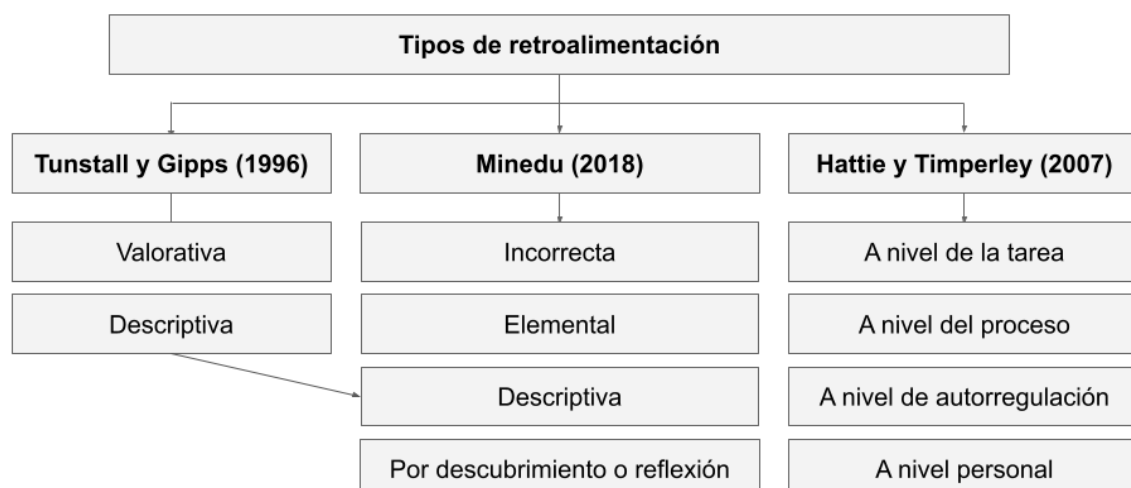 Tipos de retroalimentación
Tunstall y Gipps (1996)
Valorativa
Descriptiva
Minedu (2018)
Incorrecta
Elemental
Descriptiva
Por descubrimiento o reflexión
Hattie y Timperley (2007)
A nivel de la tarea
A nivel del proceso
A nivel de autorregulación
A nivel personal